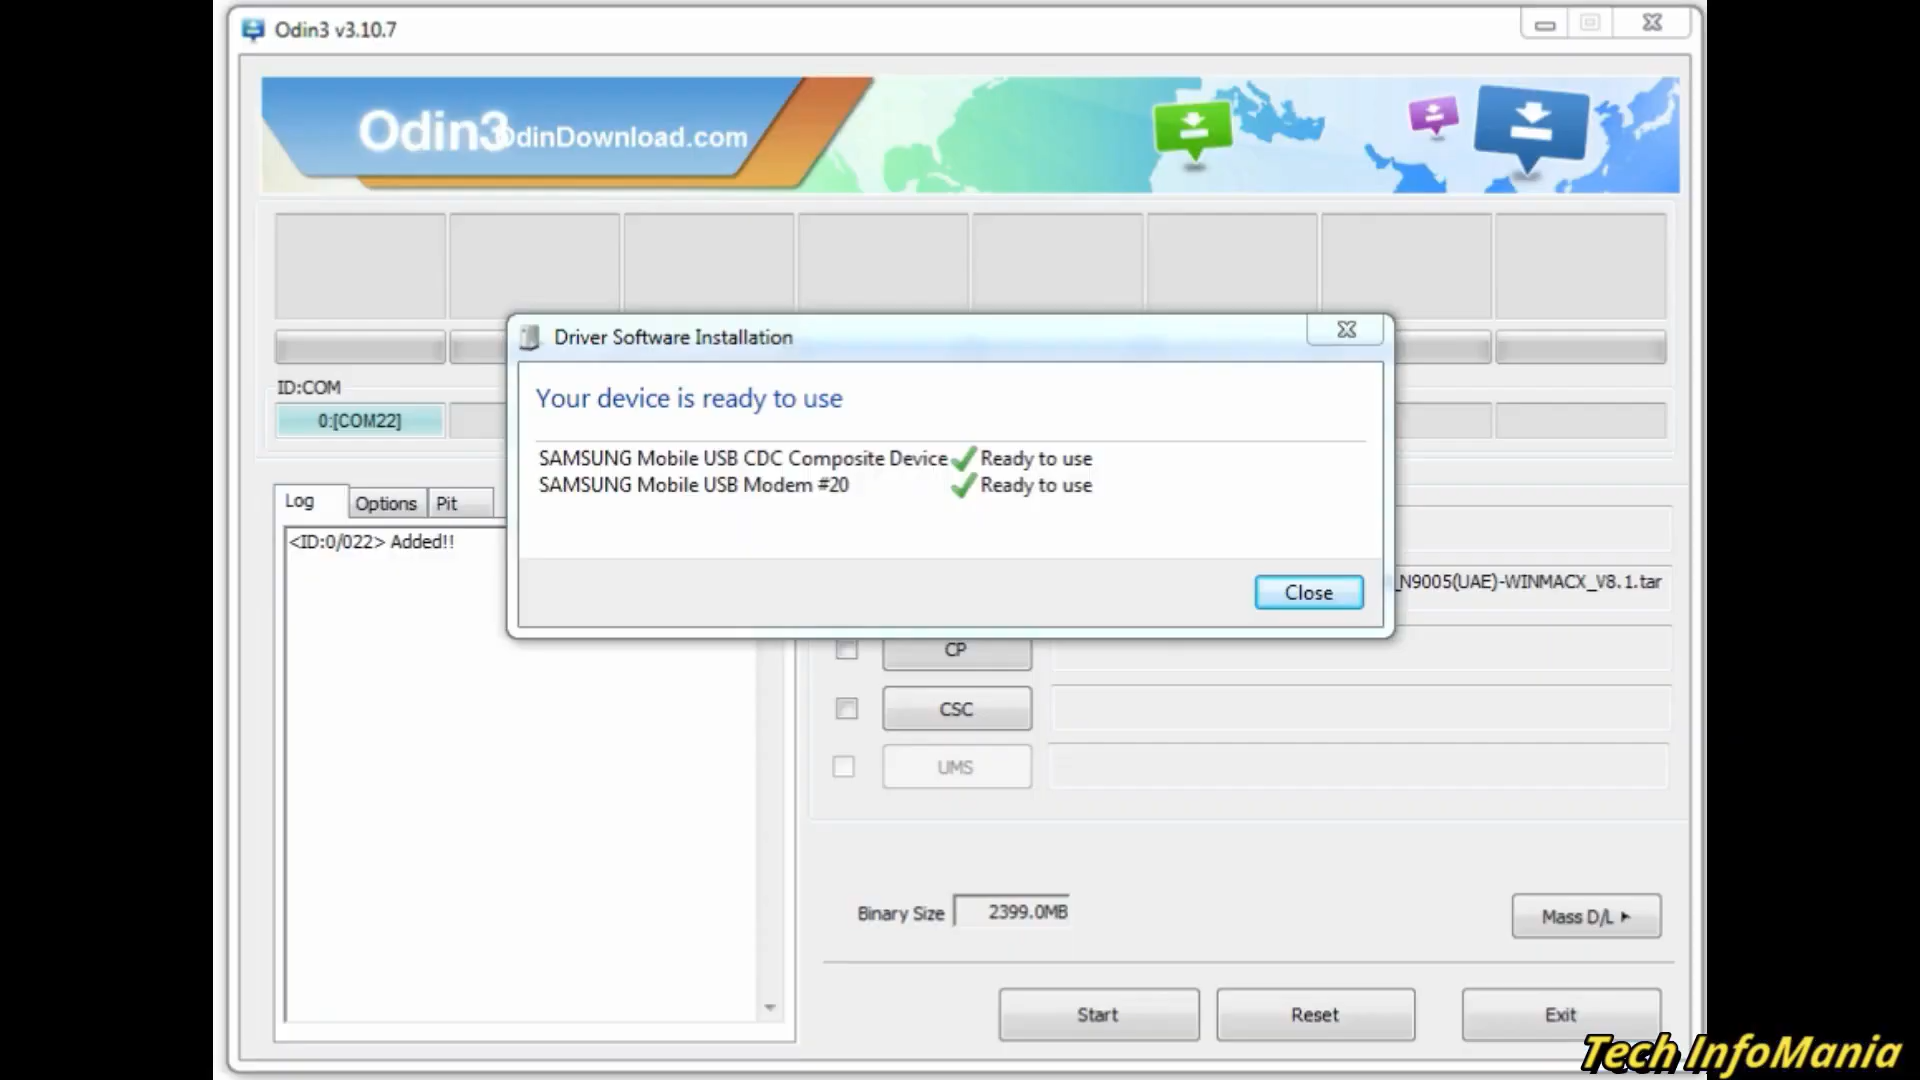 Odin3 v3.10.7
Odin3
OdinDownload.com
Driver Software Installation
Your device is ready to use
SAMSUNG Mobile USB CDC Composite Device Ready to use
SAMSUNG Mobile USB Modem #20 Ready to use
Close
ID:COM
0:[COM22]
Log Options Pit
<ID:0/022> Added!!
_N9005(UAE)-WINMACX_V8.1.tar
CP
CSC
UMS
Binary Size 2399.0MB
Mass D/L
Start Reset Exit
Tech InfoMania